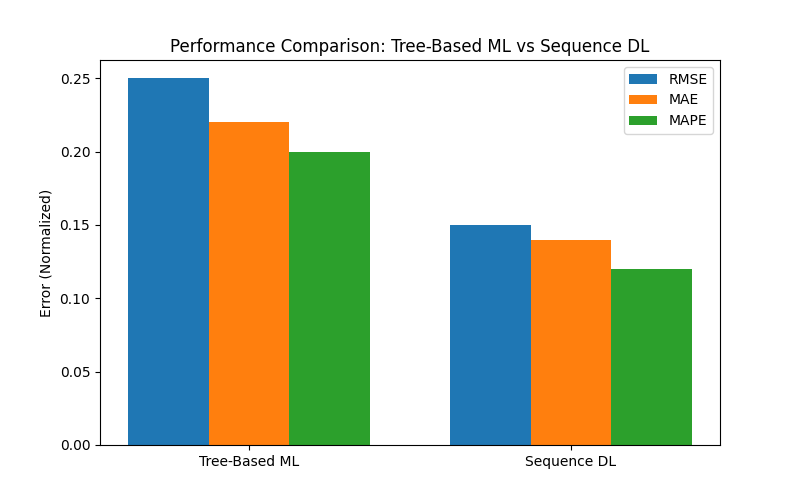 Performance Comparison: Tree-Based ML vs Sequence DL
RMSE
MAE
MAPE
Error (Normalized)
0.25
0.20
0.15
0.10
0.05
0.00
Tree-Based ML
Sequence DL